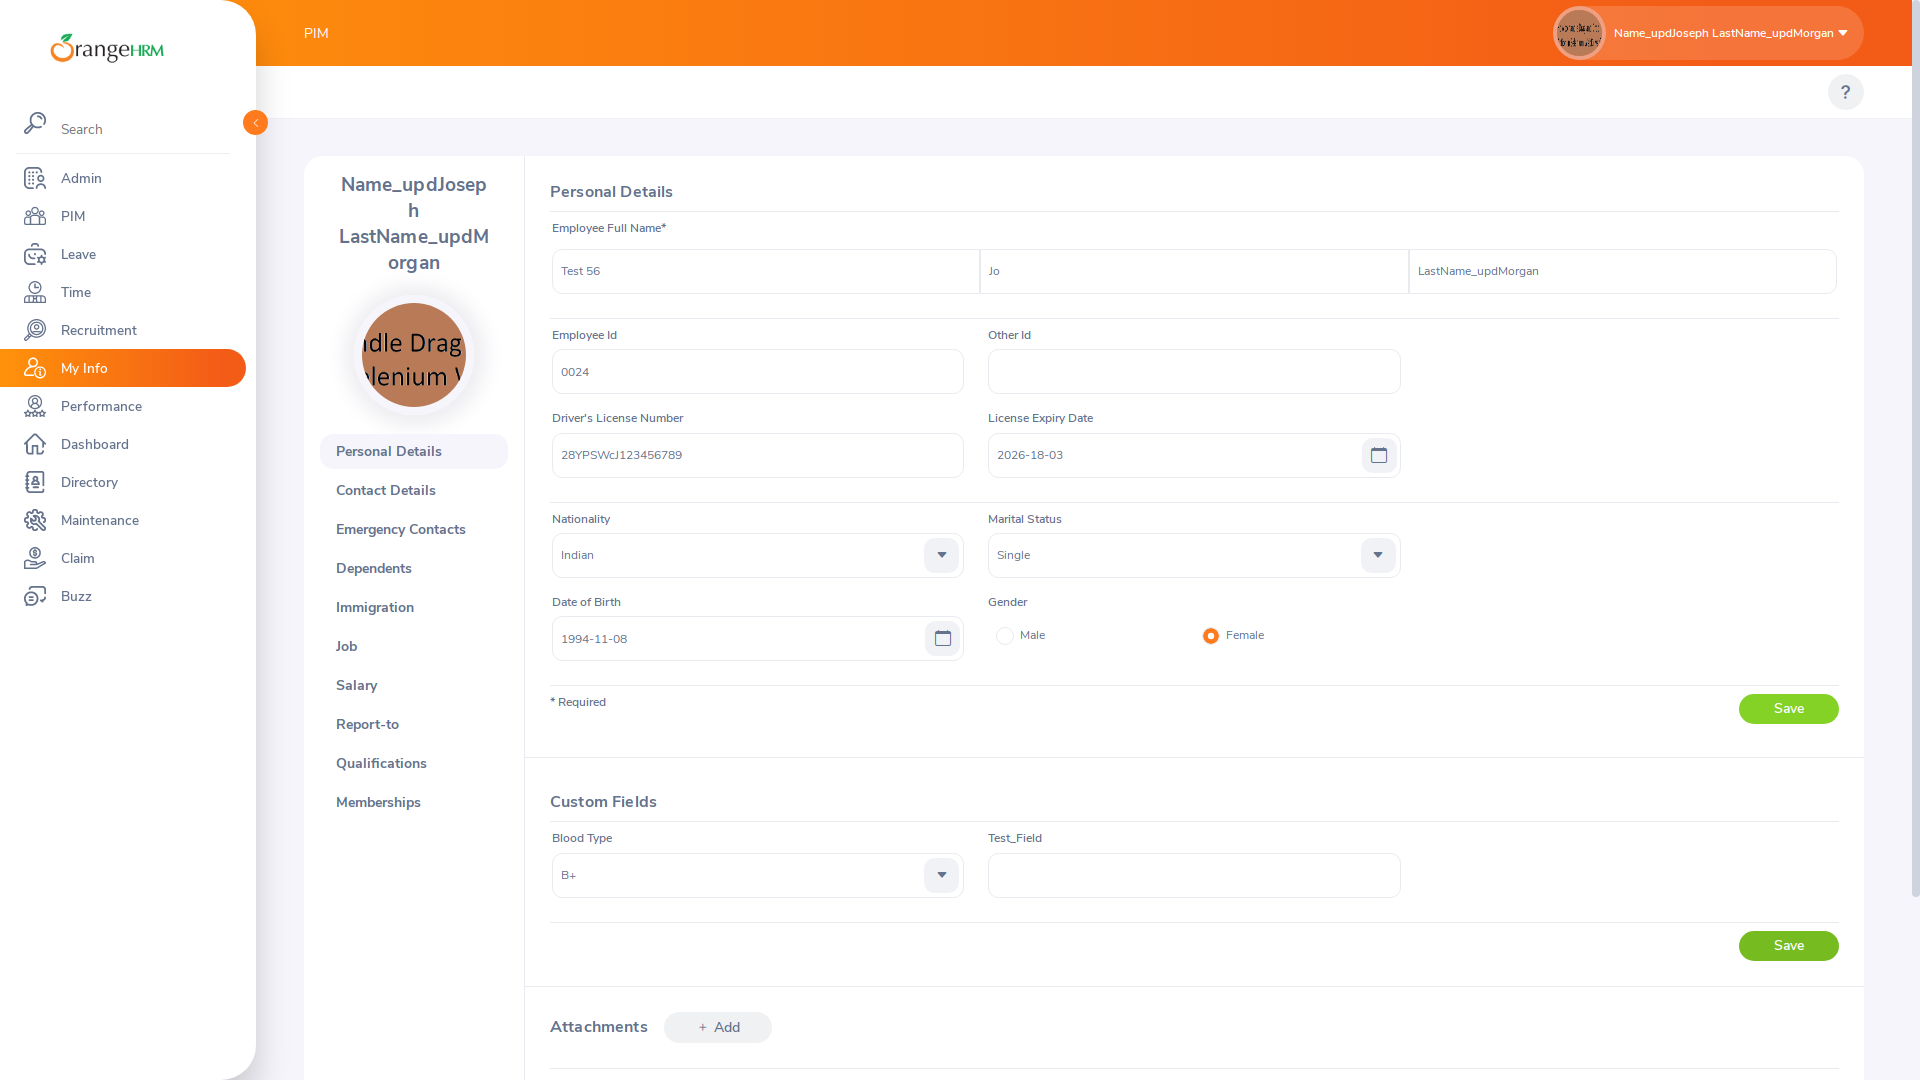 OrangeHRM
Search
Admin
PIM
Leave
Time
Recruitment
My Info
Performance
Dashboard
Directory
Maintenance
Claim
Buzz
PIM
Name_updJoseph LastName_updMorgan
?
Name_updJosep
h
LastName_updM
organ
dle Drag
lenium
Personal Details
Contact Details
Emergency Contacts
Dependents
Immigration
Job
Salary
Report-to
Qualifications
Memberships
Personal Details
Employee Full Name*
Test 56 Jo LastName_updMorgan
Employee Id Other Id
0024
Driver's License Number License Expiry Date
28YPSWcJ123456789 2026-18-03
Nationality Marital Status
Indian Single
Date of Birth Gender
1994-11-08 Male Female
* Required
Save
Custom Fields
Blood Type Test_Field
B+
Save
Attachments + Add